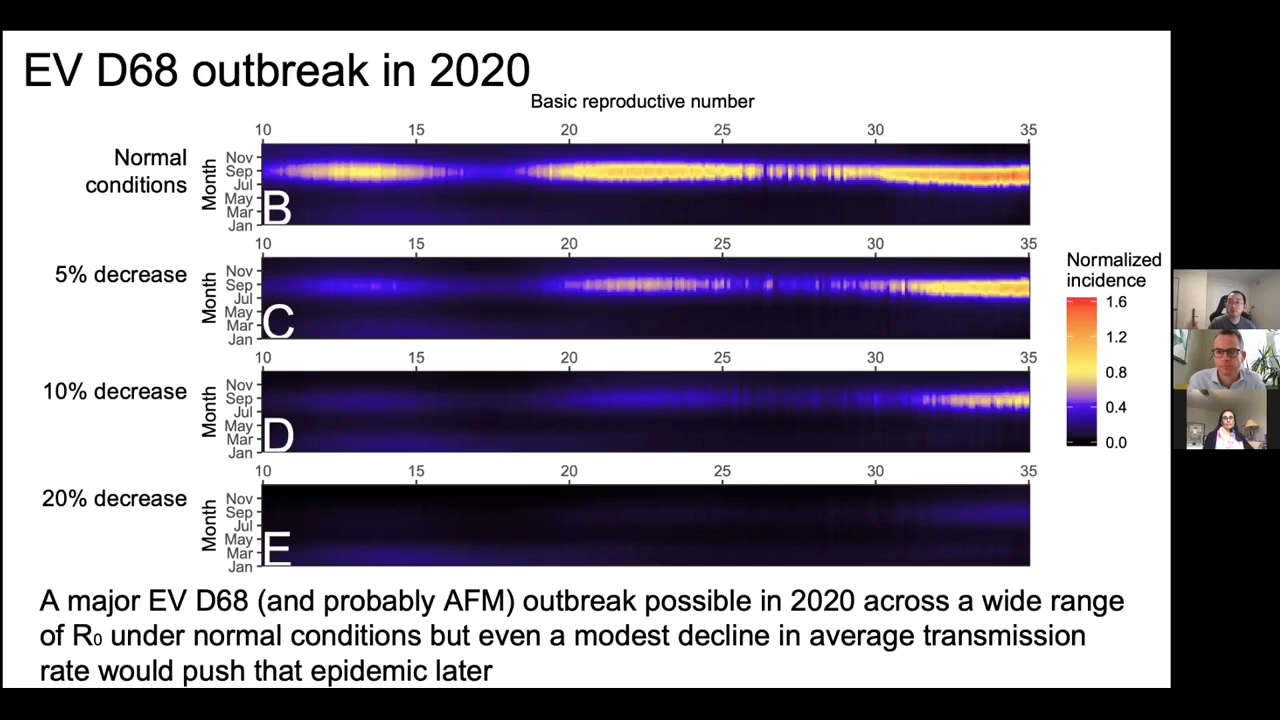 EV D68 outbreak in 2020
Basic reproductive number
10 15 20 25 30 35
Normal conditions
Month
Nov
Sep
Jul
May
Mar
Jan
B
10 15 20 25 30 35
5% decrease
Month
Nov
Sep
Jul
May
Mar
Jan
C
Normalized incidence
1.6
1.2
0.8
0.4
0.0
10 15 20 25 30 35
10% decrease
Month
Nov
Sep
Jul
May
Mar
Jan
D
10 15 20 25 30 35
20% decrease
Month
Nov
Sep
Jul
May
Mar
Jan
E
A major EV D68 (and probably AFM) outbreak possible in 2020 across a wide range
of R₀ under normal conditions but even a modest decline in average transmission
rate would push that epidemic later